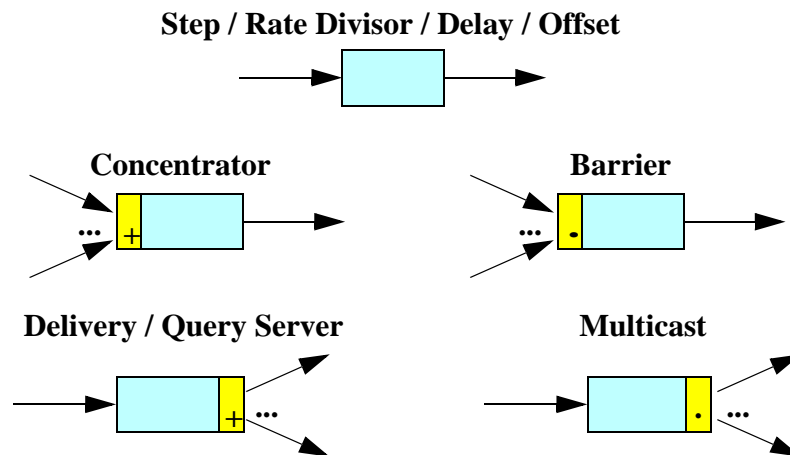 Step / Rate Divisor / Delay / Offset
Concentrator
Barrier
... +
... •
Delivery / Query Server
Multicast
+ ...
· ...